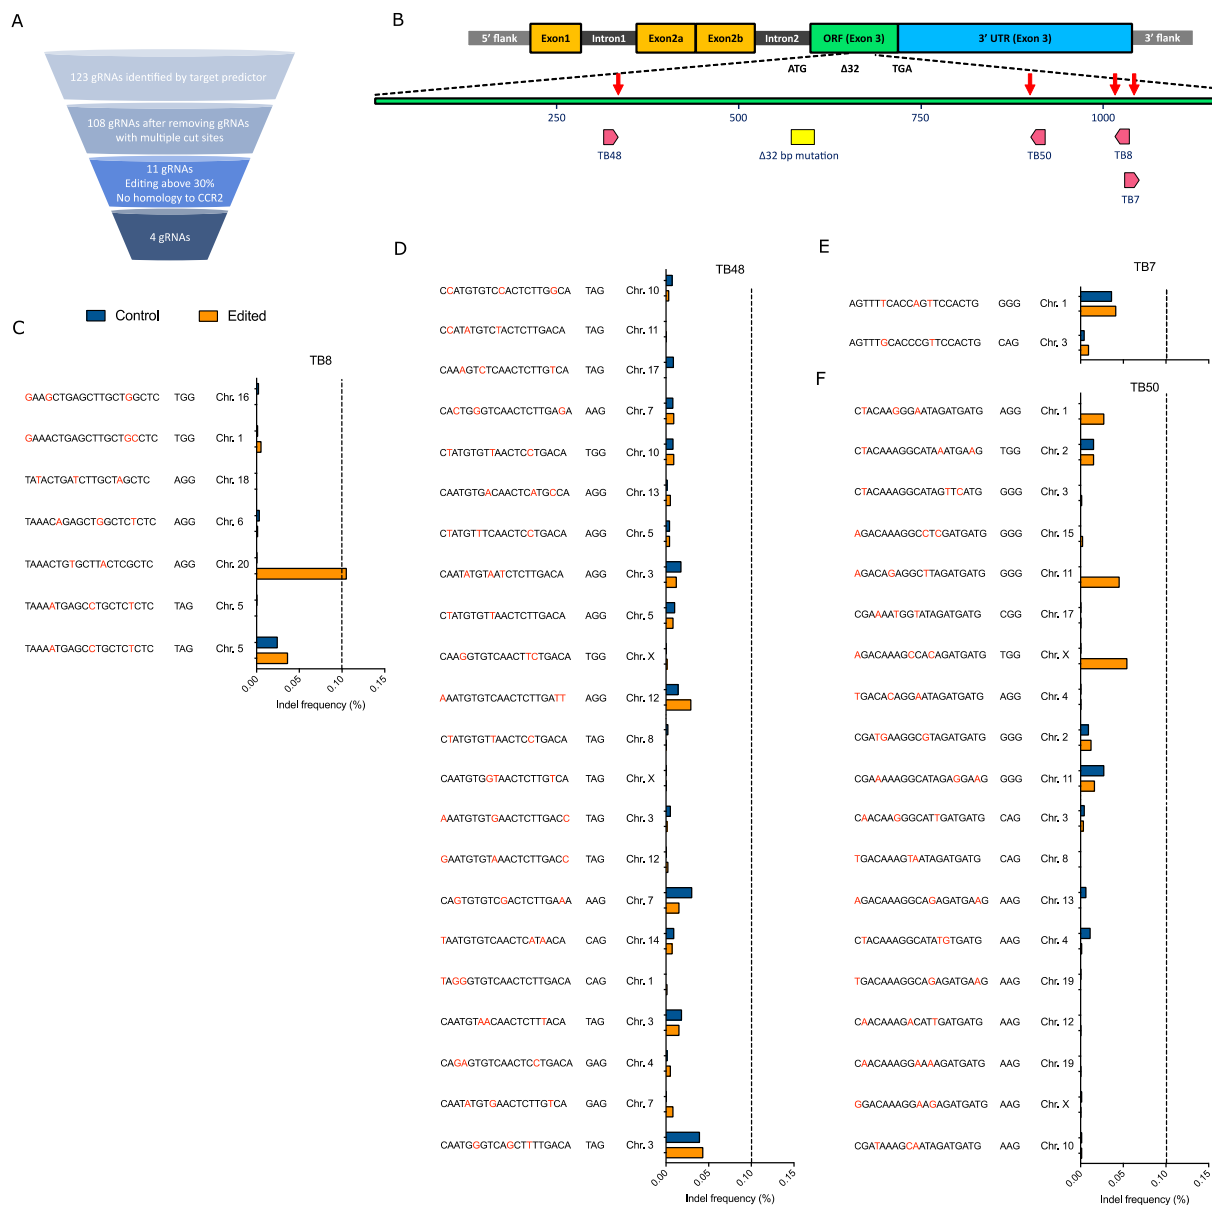 A
123 gRNAs identified by target predictor
108 gRNAs after removing gRNAs
with multiple cut sites
11 gRNAs
Editing above 30%
No homology to CCR2
4 gRNAs
B
5' flank Exon1 Intron1 Exon2a Exon2b Intron2 ORF (Exon 3) 3' UTR (Exon 3) 3' flank
ATG Δ32 TGA
250 500 750 1000
TB48 Δ32 bp mutation TB50 TB8
TB7
Control Edited
C
TB8
GAAGCTGAGCTTGCTGGCTC TGG Chr. 16
GAAACTGAGCTTGCTGCCTC TGG Chr. 1
TATACTGATCTTGCTAGCTC AGG Chr. 18
TAAACAGAGCTGGCTCTCTC AGG Chr. 6
TAAACTGTGCTTACTCGCTC AGG Chr. 20
TAAAATGAGCCTGCTCTCTC TAG Chr. 5
TAAAATGAGCCTGCTCTCTC TAG Chr. 5
0.00 0.05 0.10 0.15
Indel frequency (%)
D
TB48
CCATGTGTCCACTCTTGGCA TAG Chr. 10
CCATATGTCTACTCTTGACA TAG Chr. 11
CAAAGTCTCAACTCTTGTCA TAG Chr. 17
CACTGGGTCAACTCTTGAGA AAG Chr. 7
CTATGTGTTAACTCCTGACA TGG Chr. 10
CAATGTGACAACTCATGCCA AGG Chr. 13
CTATGTTTCAACTCCTGACA AGG Chr. 5
CAATATGTAATCTCTTGACA AGG Chr. 3
CTATGTGTTAACTCTTGACA AGG Chr. 5
CAAGGTGTCAACTTCTGACA TGG Chr. X
AAATGTGTCAACTCTTGATT AGG Chr. 12
CTATGTGTTAACTCCTGACA TAG Chr. 8
CAATGTGGTAACTCTTGTCA TAG Chr. X
AAATGTGTGAACTCTTGACC TAG Chr. 3
GAATGTGTAAACTCTTGACC TAG Chr. 12
CAGTGTGTCGACTCTTGAAA AAG Chr. 7
TAATGTGTCAACTCATAACA CAG Chr. 14
TAGGGTGTCAACTCTTGACA CAG Chr. 1
CAATGTAACAACTCTTTACA TAG Chr. 3
CAGAGTGTCAACTCCTGACA GAG Chr. 4
CAATATGTGAACTCTTGTCA GAG Chr. 7
CAATGGGTCAGCTTTTGACA TAG Chr. 3
0.00 0.05 0.10 0.15
Indel frequency (%)
E
TB7
AGTTTTCACCAGTTCCACTG GGG Chr. 1
AGTTTGCACCCGTTCCACTG CAG Chr. 3
F
TB50
CTACAAGGGAATAGATGATG AGG Chr. 1
CTACAAAGGCATAAATGAAG TGG Chr. 2
CTACAAAGGCATAGTTCATG GGG Chr. 3
AGACAAAGGCCTCGATGATG GGG Chr. 15
AGACAGAGGCTTAGATGATG GGG Chr. 11
CGAAAATGGTATAGATGATG CGG Chr. 17
AGACAAAGCCACAGATGATG TGG Chr. X
TGACACAGGAATAGATGATG AGG Chr. 4
CGATGAAGGCGTAGATGATG GGG Chr. 2
CGAAAAAGGCATAGAGGAAG GGG Chr. 11
CAACAAGGGCATTGATGATG CAG Chr. 3
TGACAAAGTAATAGATGATG CAG Chr. 8
AGACAAAGGCAGAGATGAAG AAG Chr. 13
CTACAAAGGCATATGTGATG AAG Chr. 4
TGACAAAGGCAGAGATGAAG AAG Chr. 19
CAACAAAGACATTGATGATG AAG Chr. 12
CAACAAAGGAAAAGATGATG AAG Chr. 19
GGACAAAGGAAGAGATGATG AAG Chr. X
CGATAAAGCAATAGATGATG AAG Chr. 10
0.00 0.05 0.10 0.15
Indel frequency (%)